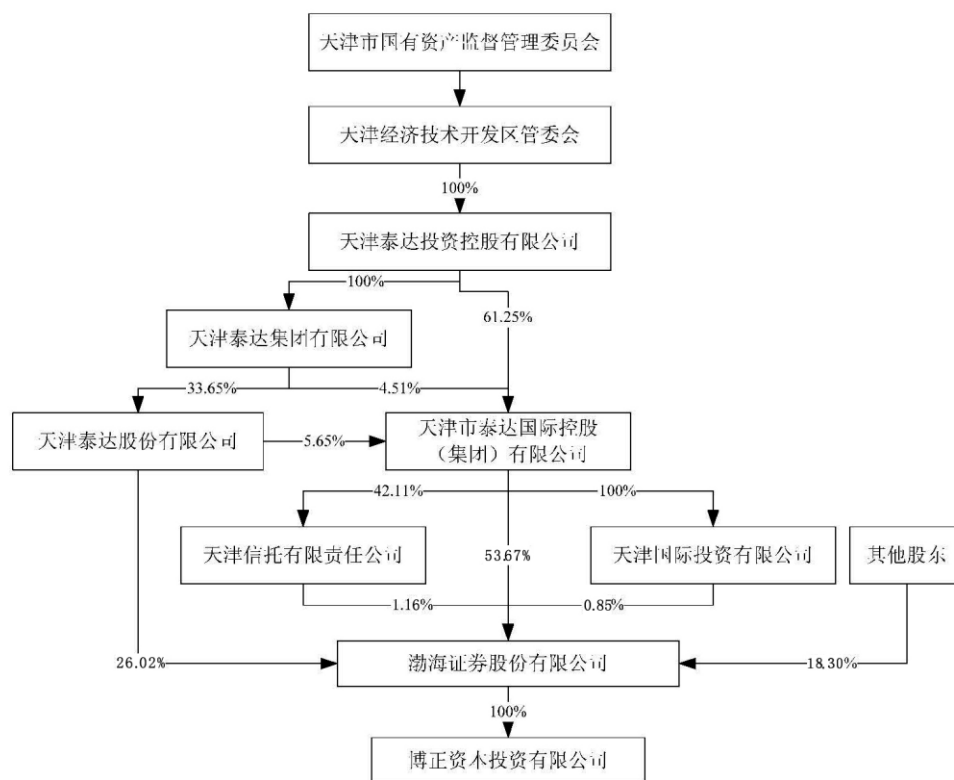 天津市国有资产监督管理委员会
天津经济技术开发区管委会
100%
天津泰达投资控股有限公司
100%
61.25%
天津泰达集团有限公司
33.65%
4.51%
天津泰达股份有限公司
5.65%
天津市泰达国际控股
（集团）有限公司
42.11%
100%
天津信托有限责任公司
53.67%
天津国际投资有限公司
其他股东
1.16%
0.85%
26.02%
渤海证券股份有限公司
18.30%
100%
博正资本投资有限公司